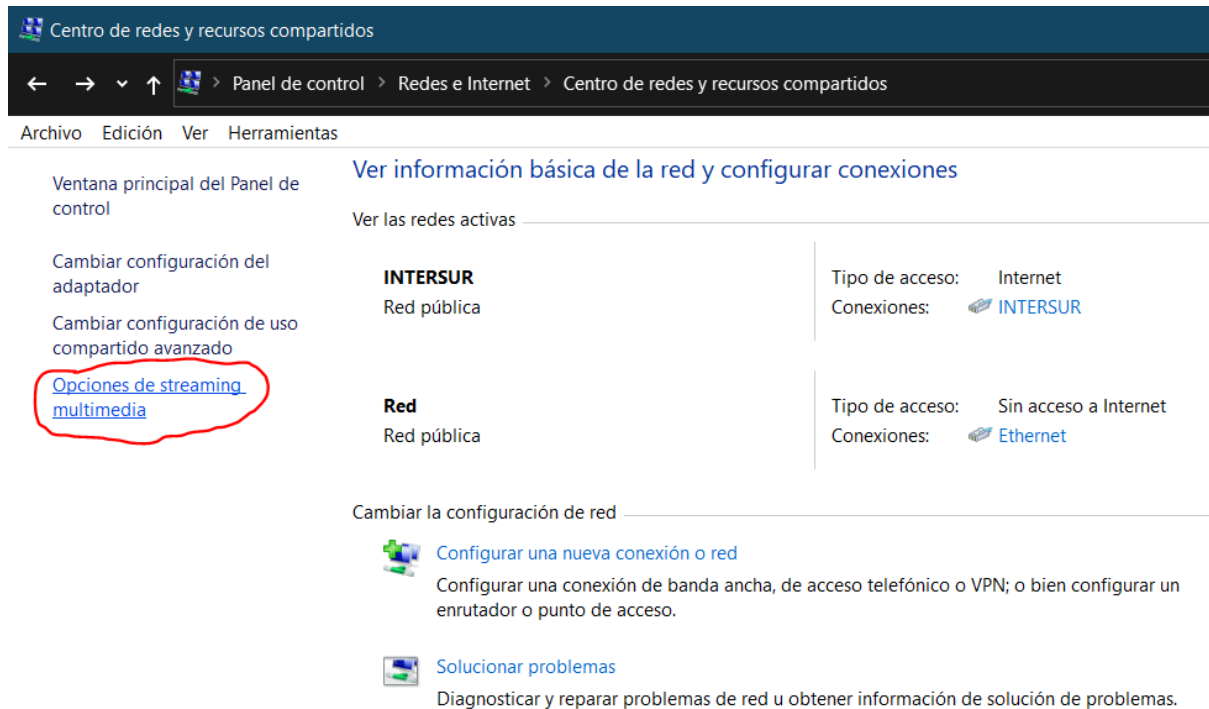 Centro de redes y recursos compartidos
Panel de control > Redes e Internet > Centro de redes y recursos compartidos
Archivo Edición Ver Herramientas
Ventana principal del Panel de
control
Cambiar configuración del
adaptador
Cambiar configuración de uso
compartido avanzado
Opciones de streaming
multimedia
Ver información básica de la red y configurar conexiones
Ver las redes activas
INTERSUR
Red pública
Tipo de acceso: Internet
Conexiones: INTERSUR
Red
Red pública
Tipo de acceso: Sin acceso a Internet
Conexiones: Ethernet
Cambiar la configuración de red
Configurar una nueva conexión o red
Configurar una conexión de banda ancha, de acceso telefónico o VPN; o bien configurar un
enrutador o punto de acceso.
Solucionar problemas
Diagnosticar y reparar problemas de red u obtener información de solución de problemas.